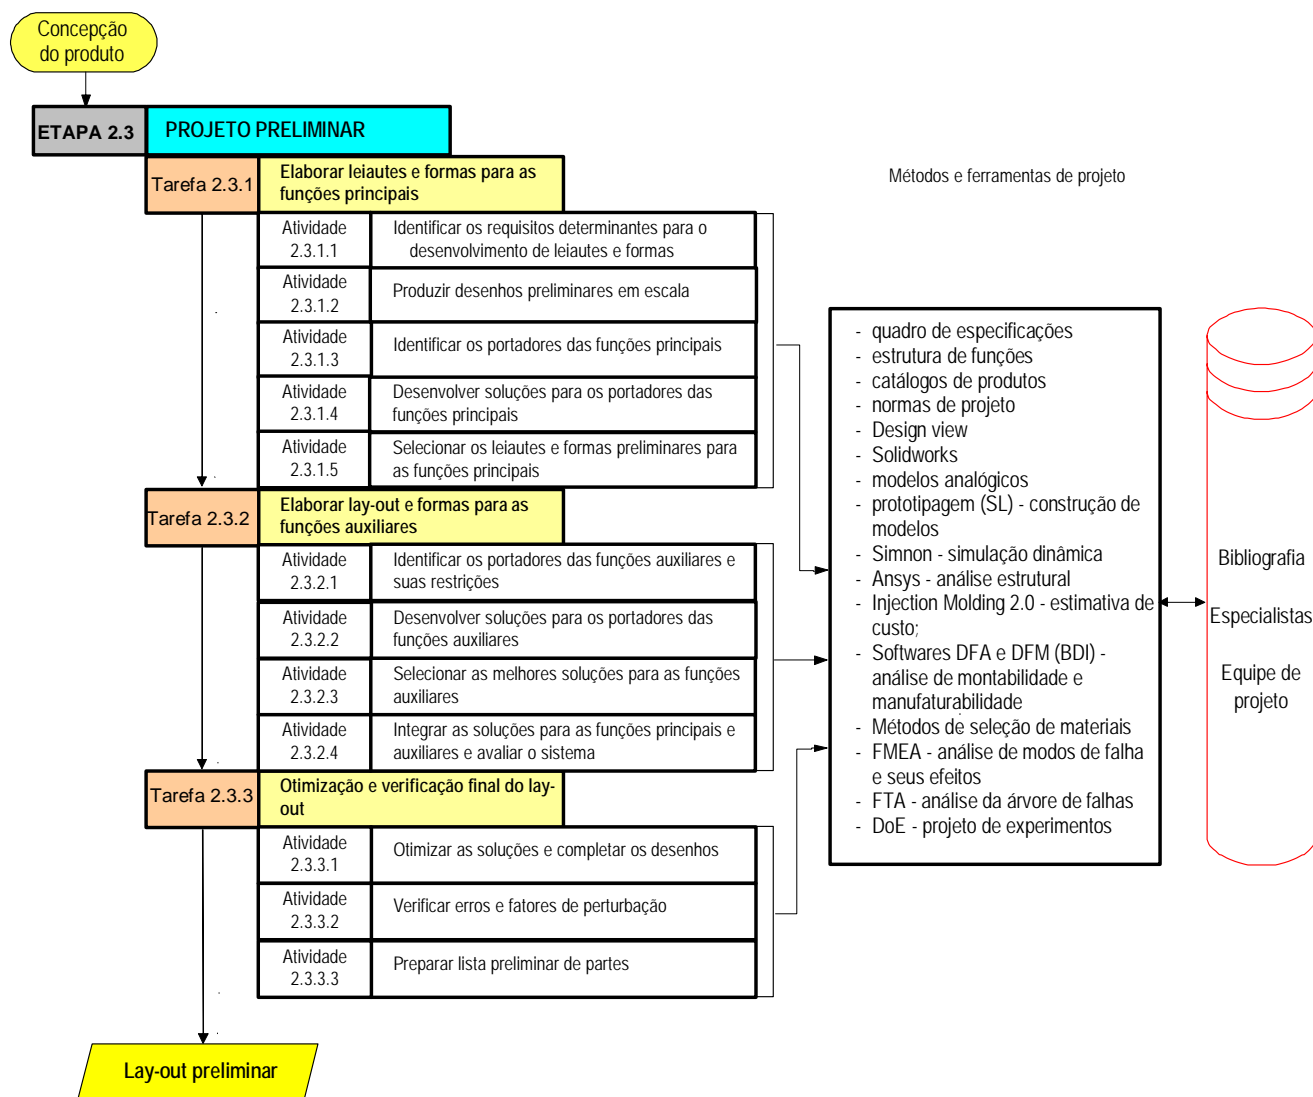 Concepção
do produto
ETAPA 2.3
PROJETO PRELIMINAR
Tarefa 2.3.1
Elaborar leiautes e formas para as
funções principais
Métodos e ferramentas de projeto
Atividade
2.3.1.1
Identificar os requisitos determinantes para o
desenvolvimento de leiautes e formas
Atividade
2.3.1.2
Produzir desenhos preliminares em escala
Atividade
2.3.1.3
Identificar os portadores das funções principais
Atividade
2.3.1.4
Desenvolver soluções para os portadores das
funções principais
Atividade
2.3.1.5
Selecionar os leiautes e formas preliminares para
as funções principais
Tarefa 2.3.2
Elaborar lay-out e formas para as
funções auxiliares
Atividade
2.3.2.1
Identificar os portadores das funções auxiliares e
suas restrições
Atividade
2.3.2.2
Desenvolver soluções para os portadores das
funções auxiliares
Atividade
2.3.2.3
Selecionar as melhores soluções para as funções
auxiliares
Atividade
2.3.2.4
Integrar as soluções para as funções principais e
auxiliares e avaliar o sistema
Tarefa 2.3.3
Otimização e verificação final do lay-
out
Atividade
2.3.3.1
Otimizar as soluções e completar os desenhos
Atividade
2.3.3.2
Verificar erros e fatores de perturbação
Atividade
2.3.3.3
Preparar lista preliminar de partes
Lay-out preliminar
- quadro de especificações
- estrutura de funções
- catálogos de produtos
- normas de projeto
- Design view
- Solidworks
- modelos analógicos
- prototipagem (SL) - construção de
modelos
- Simnon - simulação dinâmica
- Ansys - análise estrutural
- Injection Molding 2.0 - estimativa de
custo;
- Softwares DFA e DFM (BDI) -
análise de montabilidade e
manufaturabilidade
- Métodos de seleção de materiais
- FMEA - análise de modos de falha
e seus efeitos
- FTA - análise da árvore de falhas
- DoE - projeto de experimentos
Bibliografia
Especialistas
Equipe de
projeto